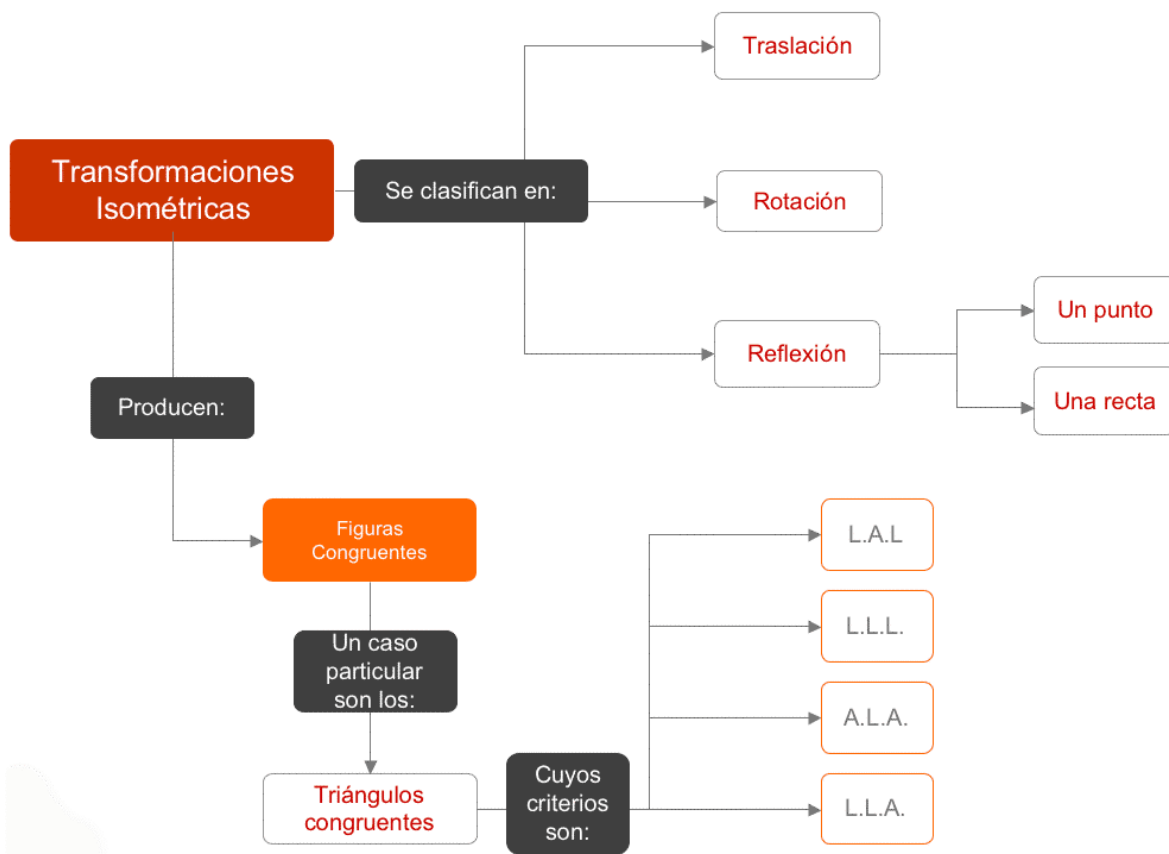 Traslación
Transformaciones
Isométricas
Se clasifican en:
Rotación
Reflexión
Un punto
Una recta
Producen:
Figuras
Congruentes
Un caso
particular
son los:
Triángulos
congruentes
Cuyos
criterios
son:
L.A.L
L.L.L.
A.L.A.
L.L.A.